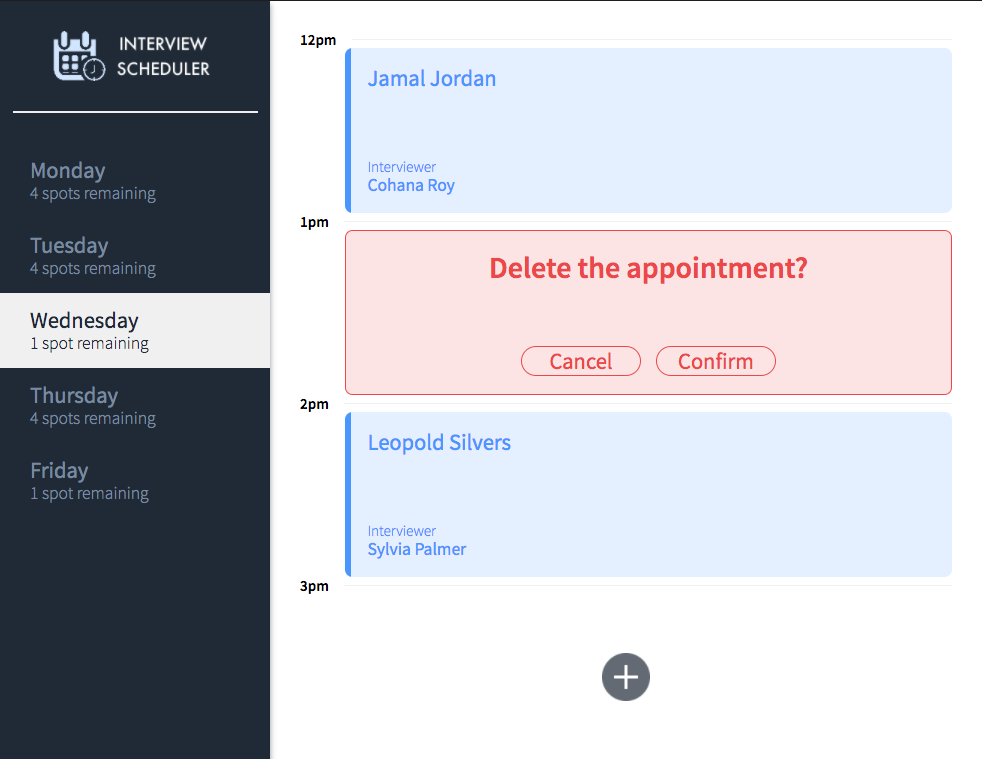 INTERVIEW
SCHEDULER
Monday
4 spots remaining
Tuesday
4 spots remaining
Wednesday
1 spot remaining
Thursday
4 spots remaining
Friday
1 spot remaining
12pm
Jamal Jordan
Interviewer
Cohana Roy
1pm
Delete the appointment?
Cancel Confirm
2pm
Leopold Silvers
Interviewer
Sylvia Palmer
3pm